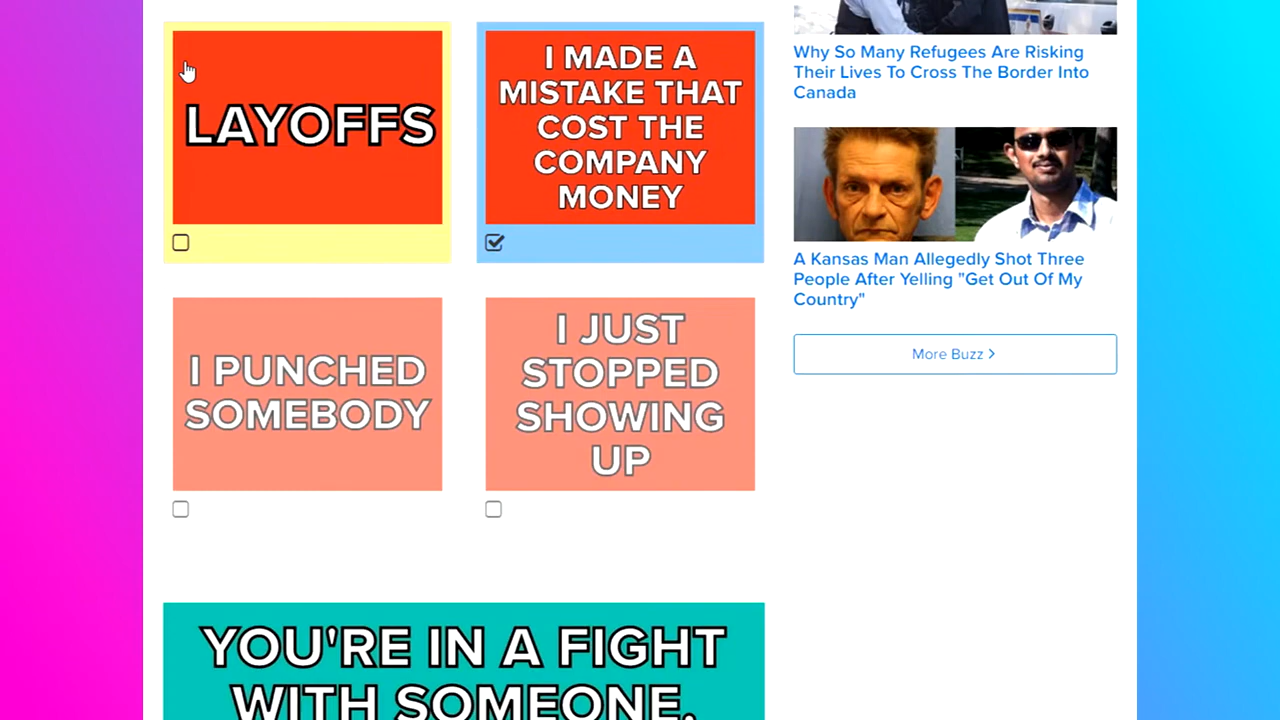 LAYOFFS
I MADE A
MISTAKE THAT
COST THE
COMPANY
MONEY
I PUNCHED
SOMEBODY
I JUST
STOPPED
SHOWING
UP
YOU'RE IN A FIGHT
WITH SOMEONE.
Why So Many Refugees Are Risking
Their Lives To Cross The Border Into
Canada
A Kansas Man Allegedly Shot Three
People After Yelling "Get Out Of My
Country"
More Buzz >